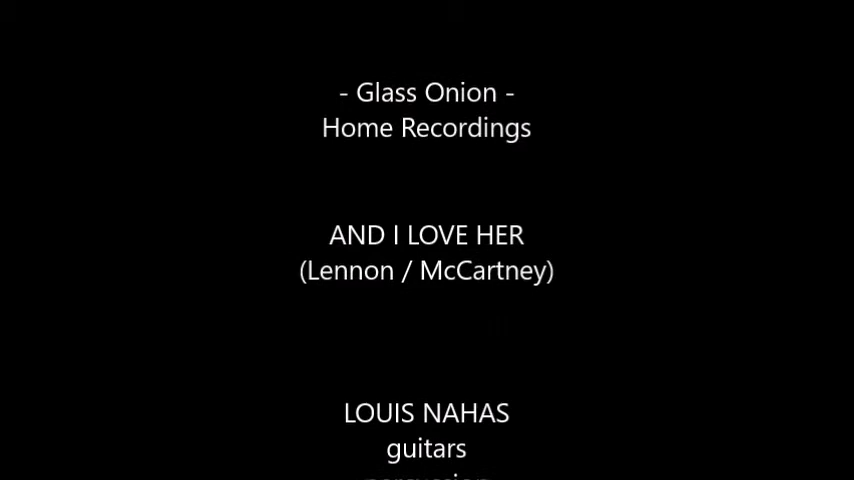 - Glass Onion -
Home Recordings
AND I LOVE HER
(Lennon / McCartney)
LOUIS NAHAS
guitars